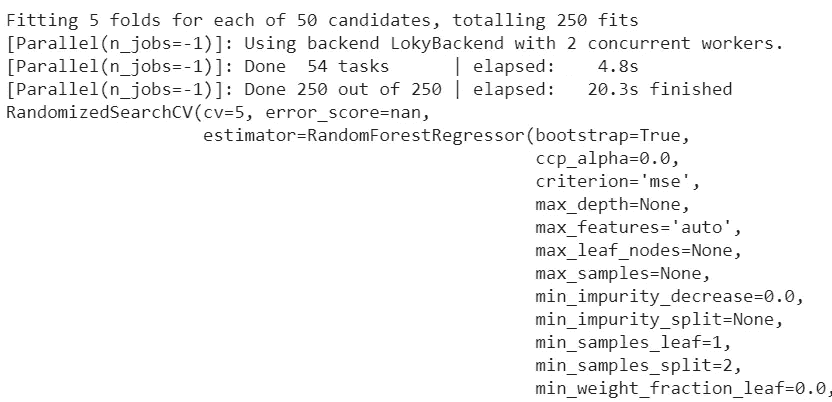 Fitting 5 folds for each of 50 candidates, totalling 250 fits
[Parallel(n_jobs=-1)]: Using backend LokyBackend with 2 concurrent workers.
[Parallel(n_jobs=-1)]: Done  54 tasks      | elapsed:    4.8s
[Parallel(n_jobs=-1)]: Done 250 out of 250 | elapsed:   20.3s finished
RandomizedSearchCV(cv=5, error_score=nan,
                   estimator=RandomForestRegressor(bootstrap=True,
                                                   ccp_alpha=0.0,
                                                   criterion='mse',
                                                   max_depth=None,
                                                   max_features='auto',
                                                   max_leaf_nodes=None,
                                                   max_samples=None,
                                                   min_impurity_decrease=0.0,
                                                   min_impurity_split=None,
                                                   min_samples_leaf=1,
                                                   min_samples_split=2,
                                                   min_weight_fraction_leaf=0.0,